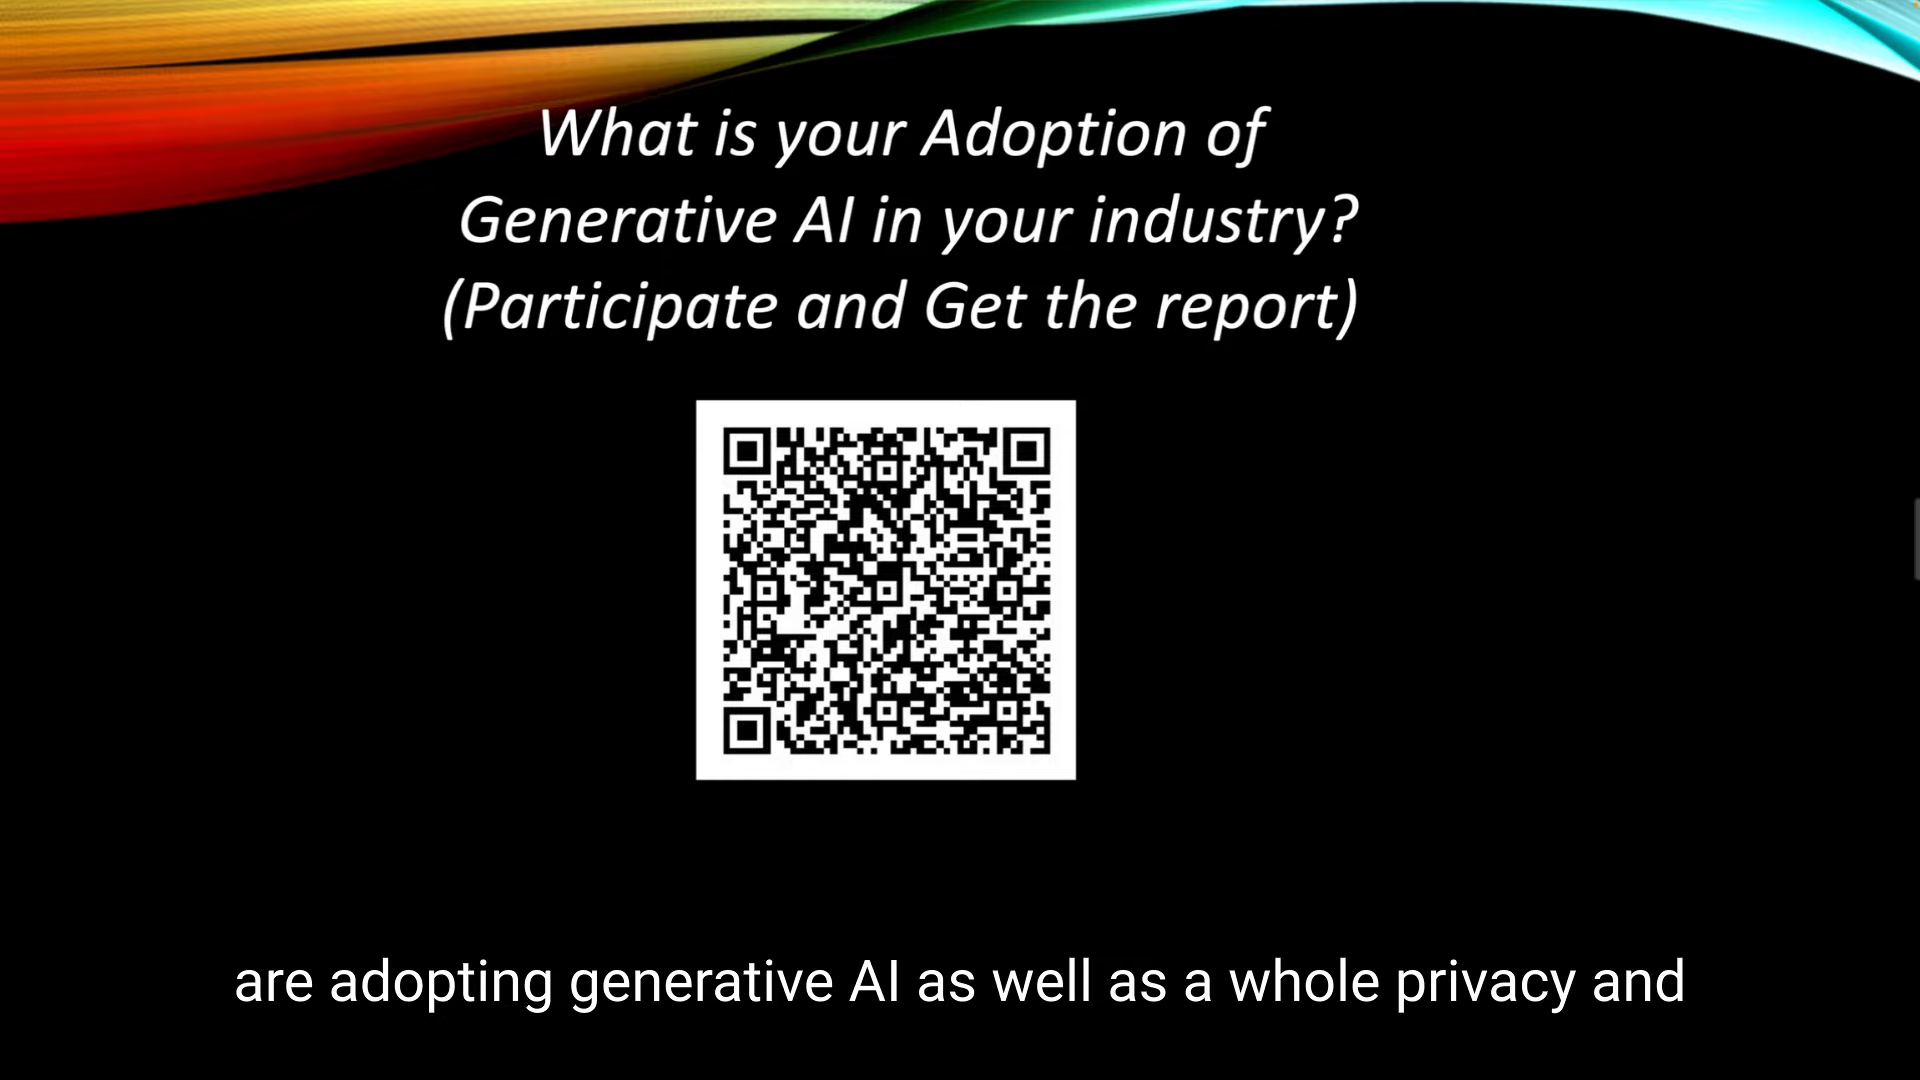 What is your Adoption of
Generative AI in your industry?
(Participate and Get the report)
are adopting generative AI as well as a whole privacy and